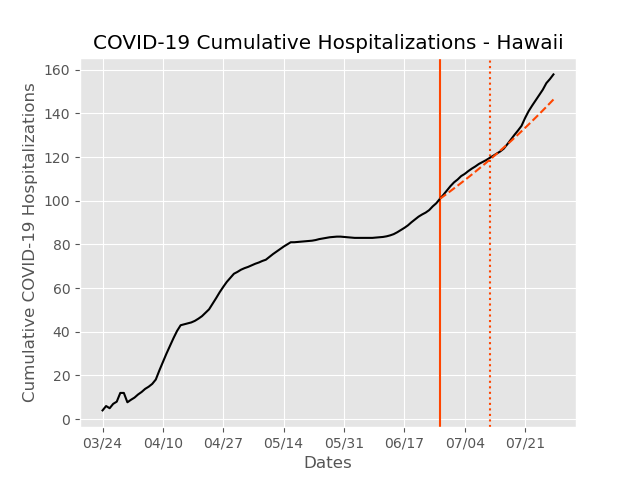 COVID-19 Cumulative Hospitalizations - Hawaii
Cumulative COVID-19 Hospitalizations
160
140
120
100
80
60
40
20
0
03/24 04/10 04/27 05/14 05/31 06/17 07/04 07/21
Dates